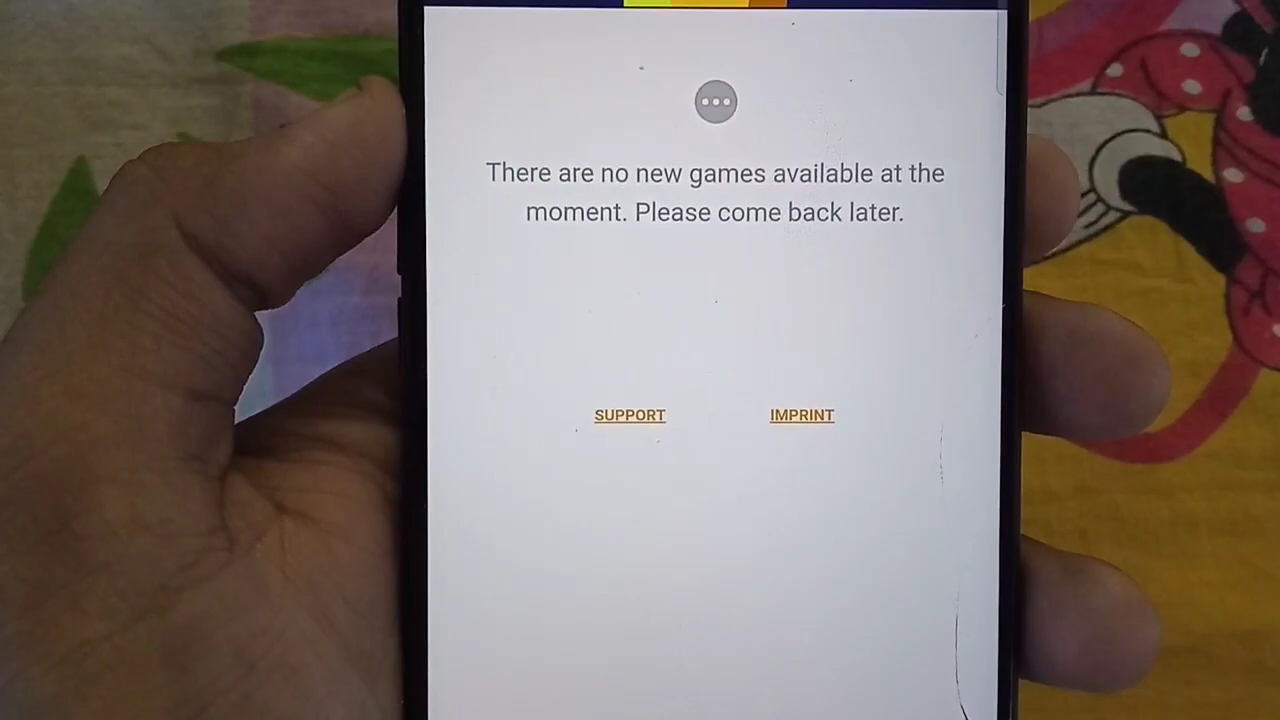 There are no new games available at the
moment. Please come back later.
SUPPORT IMPRINT